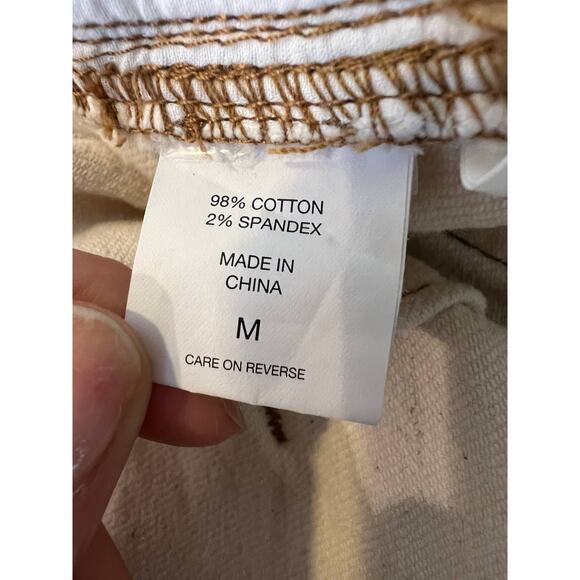 98% COTTON
2% SPANDEX
MADE IN
CHINA
M
CARE ON REVERSE